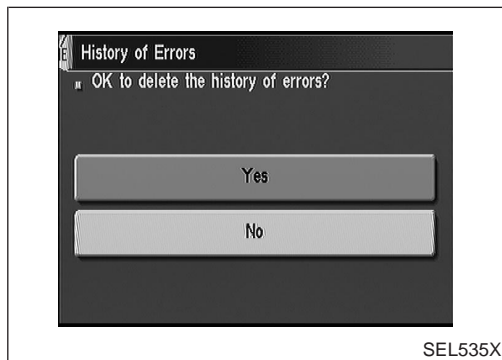 E
History of Errors
OK to delete the history of errors?
Yes
No
SEL535X